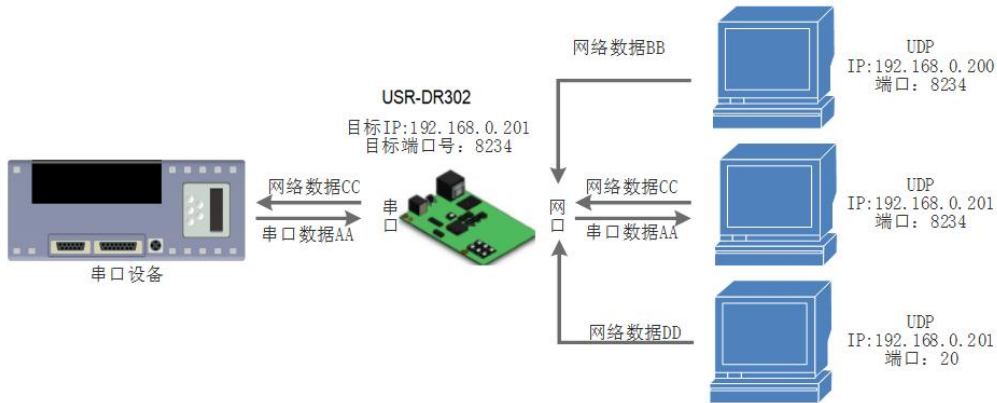 网络数据BB
UDP
IP:192.168.0.200
端口: 8234
USR-DR302
目标IP:192.168.0.201
目标端口号: 8234
网络数据CC
串口数据AA
串口
网口
网络数据CC
串口数据AA
UDP
IP:192.168.0.201
端口: 8234
串口设备
网络数据DD
UDP
IP:192.168.0.201
端口: 20